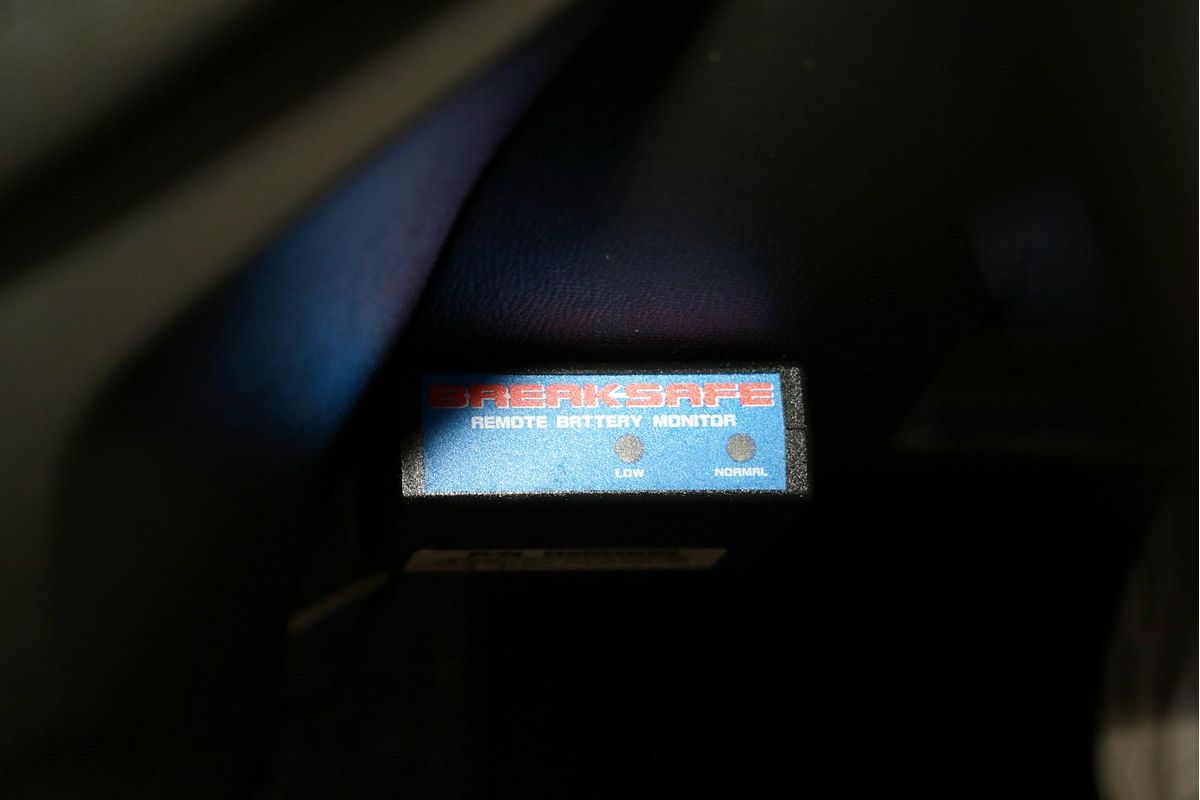 BREAKSAFE
REMOTE BATTERY MONITOR
LOW NORMAL